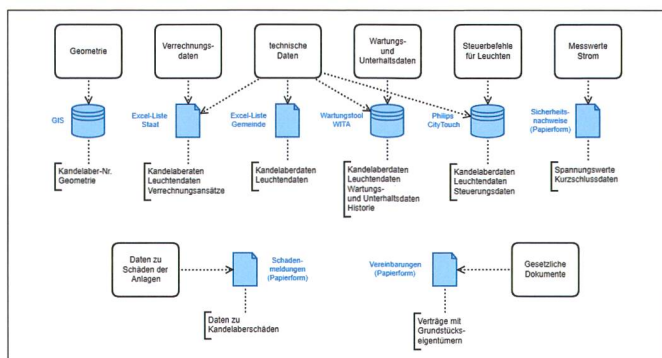 Geometrie
Verrechnungs-
daten
technische
Daten
Wartungs-
und
Unterhaltsdaten
Steuerbefehle
für Leuchten
Messwerte
Strom
GIS
Excel-Liste
Staat
Excel-Liste
Gemeinde
Wartungstool
WITA
Philips
CityTouch
Sicherheits-
nachweise
(Papierform)
Kandelaber-Nr.
Geometrie
Kandelaberaten
Leuchtendaten
Verrechnungsansätze
Kandelaberdaten
Leuchtendaten
Kandelaberdaten
Leuchtendaten
Wartungs-
und Unterhaltsdaten
Historie
Kandelaberdaten
Leuchtendaten
Steuerungsdaten
Spannungswerte
Kurzschlussdaten
Daten zu
Schäden der
Anlagen
Schaden-
meldungen
(Papierform)
Vereinbarungen
(Papierform)
Gesetzliche
Dokumente
Daten zu
Kandelaberschäden
Verträge mit
Grundstücks-
eigentümern